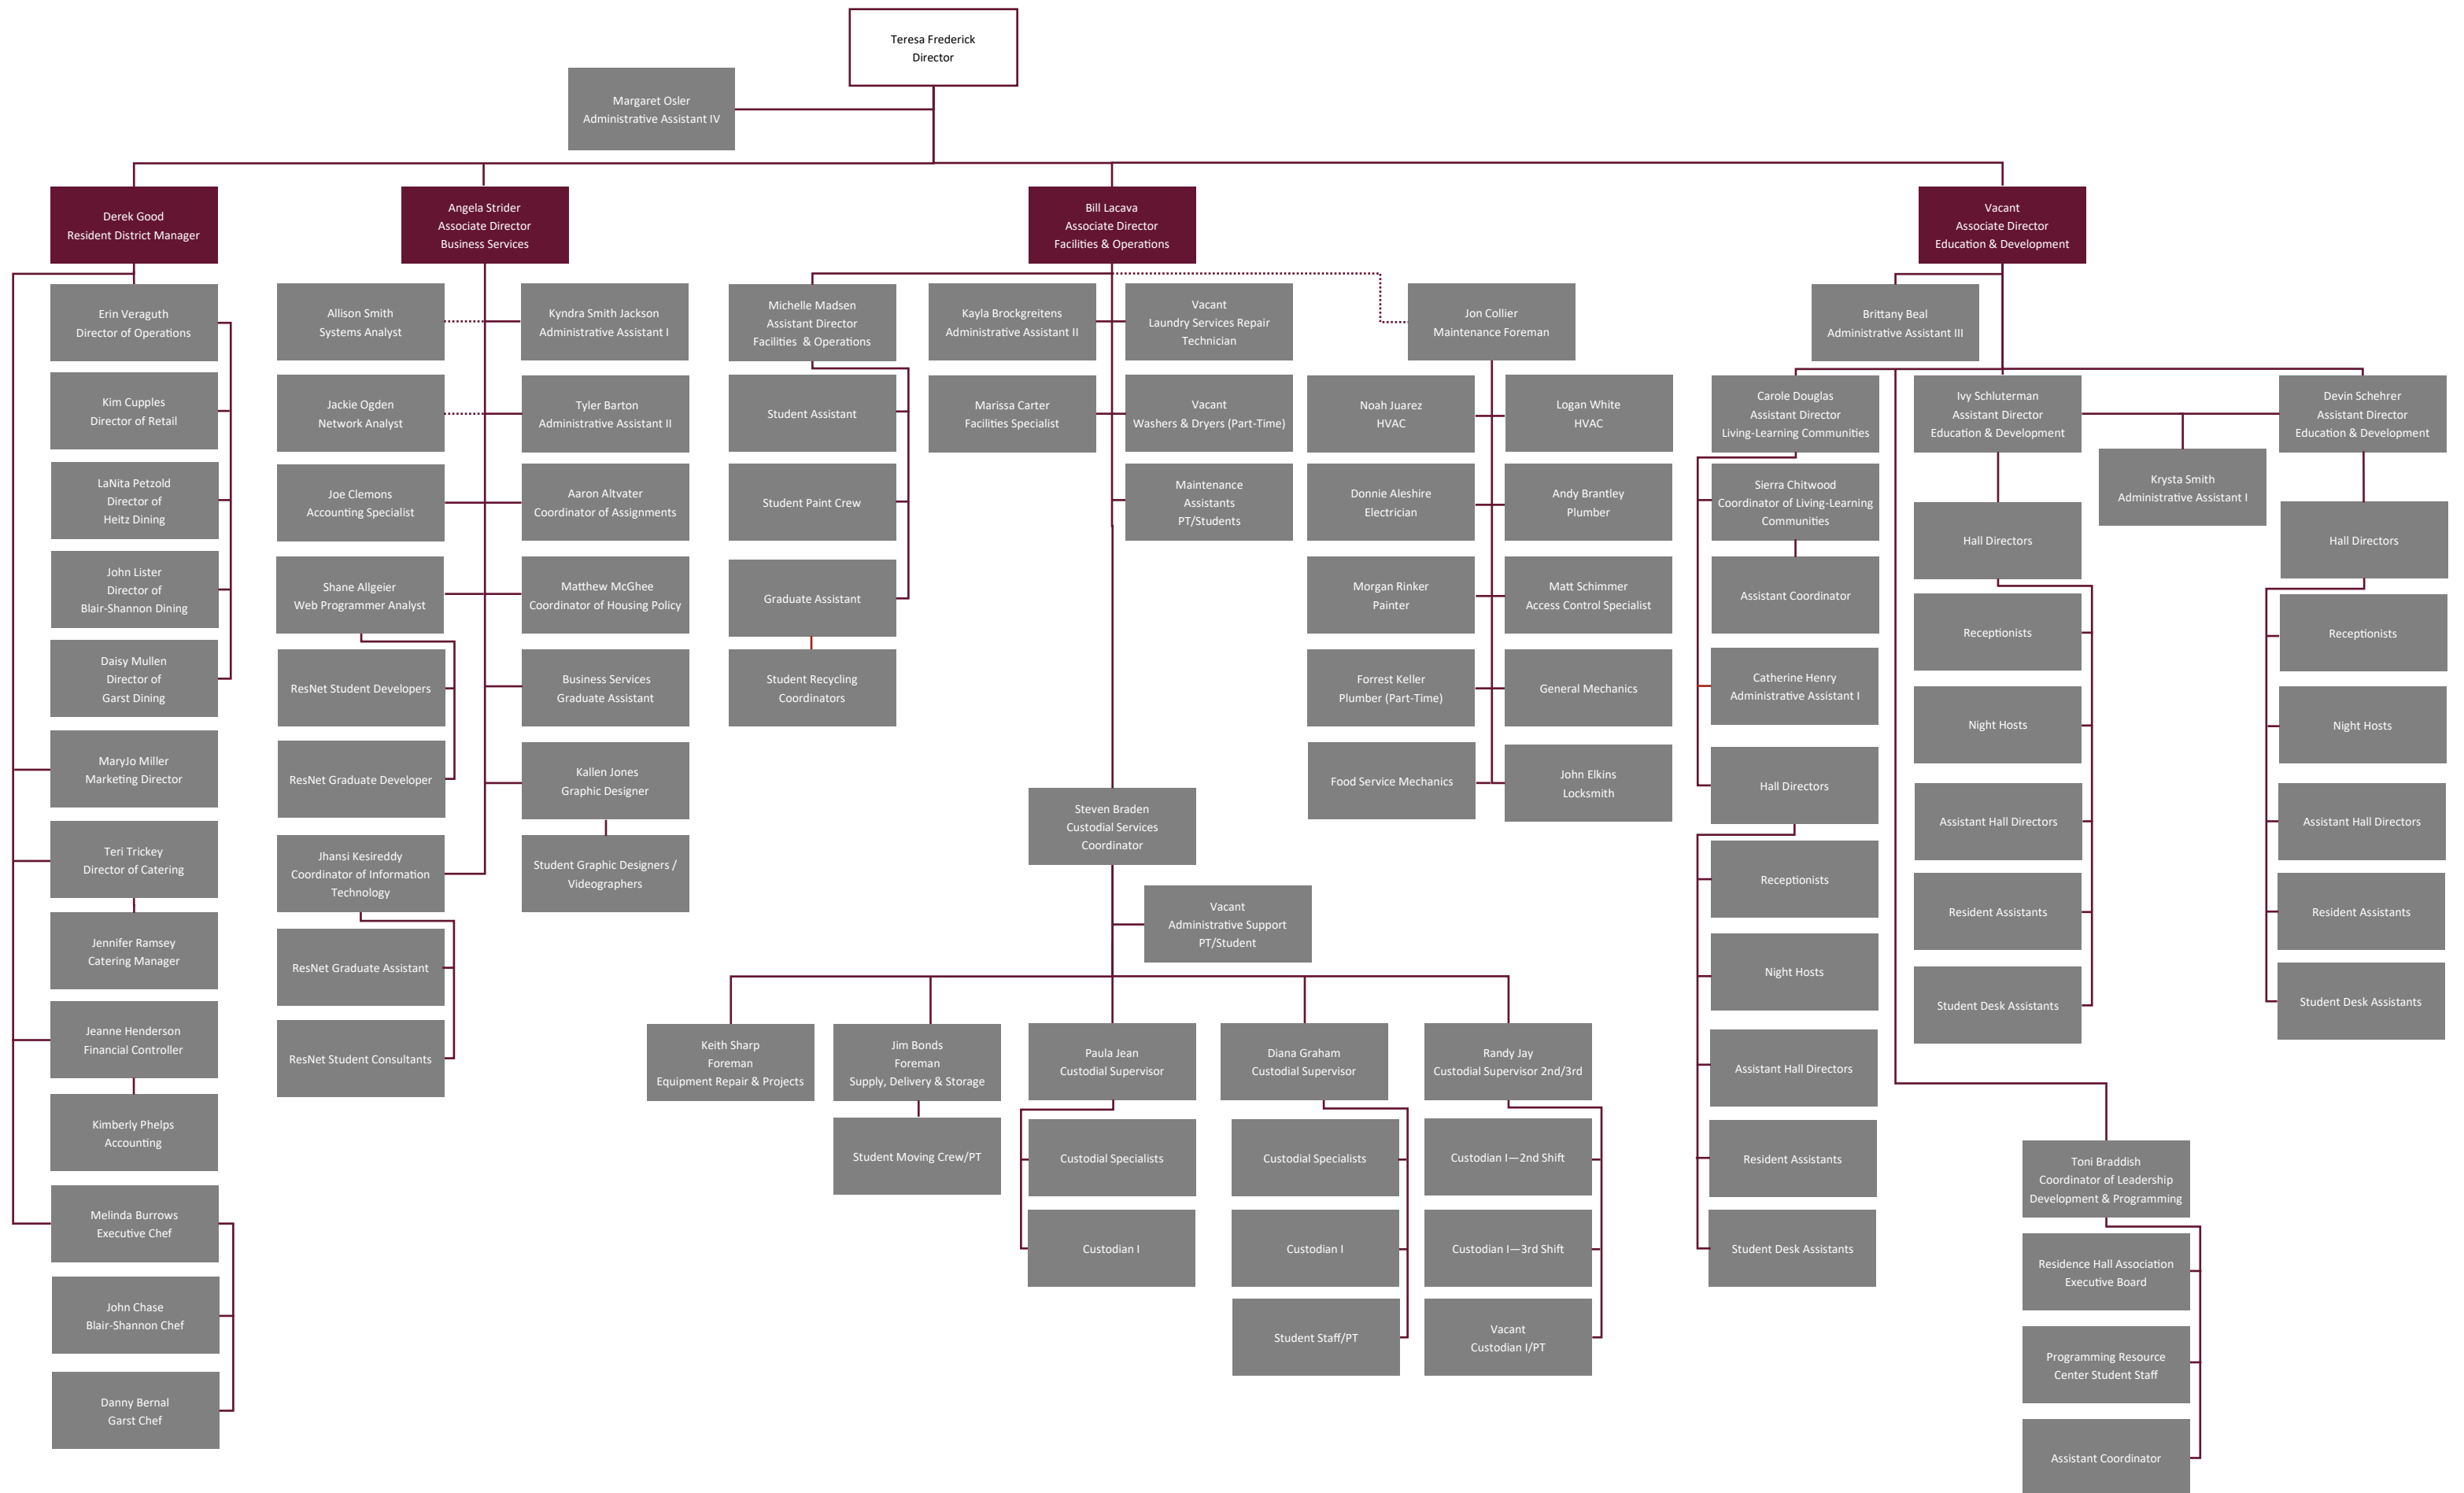 Teresa Frederick
Director
Margaret Osler
Administrative Assistant IV
Derek Good
Resident District Manager
Angela Strider
Associate Director
Business Services
Bill Lacava
Associate Director
Facilities & Operations
Vacant
Associate Director
Education & Development
Erin Veraguth
Director of Operations
Kim Cupples
Director of Retail
LaNita Petzold
Director of
Heitz Dining
John Lister
Director of
Blair-Shannon Dining
Daisy Mullen
Director of
Garst Dining
MaryJo Miller
Marketing Director
Teri Trickey
Director of Catering
Jennifer Ramsey
Catering Manager
Jeanne Henderson
Financial Controller
Kimberly Phelps
Accounting
Melinda Burrows
Executive Chef
John Chase
Blair-Shannon Chef
Danny Bernal
Garst Chef
Allison Smith
Systems Analyst
Jackie Ogden
Network Analyst
Joe Clemons
Accounting Specialist
Shane Allgeier
Web Programmer Analyst
ResNet Student Developers
ResNet Graduate Developer
Jhansi Kesireddy
Coordinator of Information
Technology
ResNet Graduate Assistant
ResNet Student Consultants
Kyndra Smith Jackson
Administrative Assistant I
Tyler Barton
Administrative Assistant II
Aaron Altvater
Coordinator of Assignments
Matthew McGhee
Coordinator of Housing Policy
Business Services
Graduate Assistant
Kallen Jones
Graphic Designer
Student Graphic Designers /
Videographers
Michelle Madsen
Assistant Director
Facilities & Operations
Student Assistant
Student Paint Crew
Graduate Assistant
Student Recycling
Coordinators
Kayla Brockgreitens
Administrative Assistant II
Marissa Carter
Facilities Specialist
Vacant
Laundry Services Repair
Technician
Vacant
Washers & Dryers (Part-Time)
Maintenance
Assistants
PT/Students
Jon Collier
Maintenance Foreman
Noah Juarez
HVAC
Logan White
HVAC
Donnie Aleshire
Electrician
Andy Brantley
Plumber
Morgan Rinker
Painter
Matt Schimmer
Access Control Specialist
Forrest Keller
Plumber (Part-Time)
General Mechanics
Food Service Mechanics
John Elkins
Locksmith
Steven Braden
Custodial Services
Coordinator
Vacant
Administrative Support
PT/Student
Keith Sharp
Foreman
Equipment Repair & Projects
Jim Bonds
Foreman
Supply, Delivery & Storage
Student Moving Crew/PT
Paula Jean
Custodial Supervisor
Custodial Specialists
Custodian I
Diana Graham
Custodial Supervisor
Custodial Specialists
Custodian I
Student Staff/PT
Randy Jay
Custodial Supervisor 2nd/3rd
Custodian I—2nd Shift
Custodian I—3rd Shift
Vacant
Custodian I/PT
Brittany Beal
Administrative Assistant III
Carole Douglas
Assistant Director
Living-Learning Communities
Sierra Chitwood
Coordinator of Living-Learning
Communities
Assistant Coordinator
Catherine Henry
Administrative Assistant I
Hall Directors
Receptionists
Night Hosts
Assistant Hall Directors
Resident Assistants
Student Desk Assistants
Ivy Schluterman
Assistant Director
Education & Development
Hall Directors
Receptionists
Night Hosts
Assistant Hall Directors
Resident Assistants
Student Desk Assistants
Krysta Smith
Administrative Assistant I
Devin Schehrer
Assistant Director
Education & Development
Hall Directors
Receptionists
Night Hosts
Assistant Hall Directors
Resident Assistants
Student Desk Assistants
Toni Braddish
Coordinator of Leadership
Development & Programming
Residence Hall Association
Executive Board
Programming Resource
Center Student Staff
Assistant Coordinator